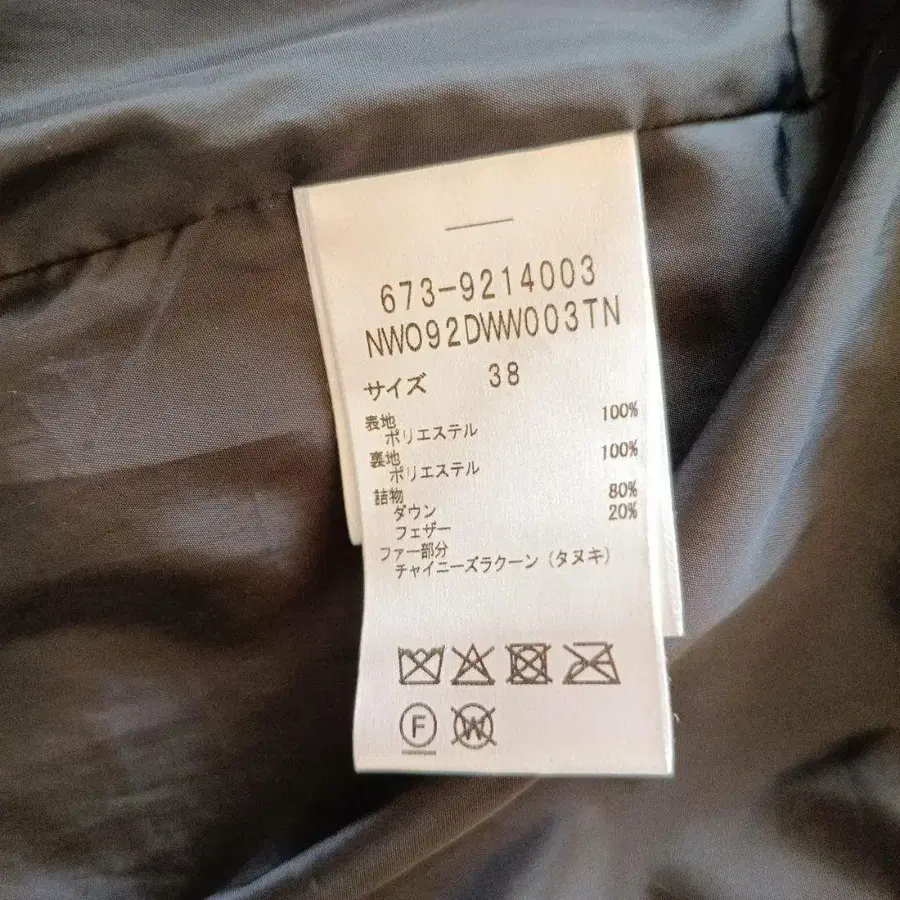 673-9214003
NW092DWW003TN
サイズ 38
表地 100%
ポリエステル
裏地 100%
ポリエステル
詰物 80%
ダウン 20%
フェザー
ファー部分
チャイニーズラクーン(タヌキ)
F W